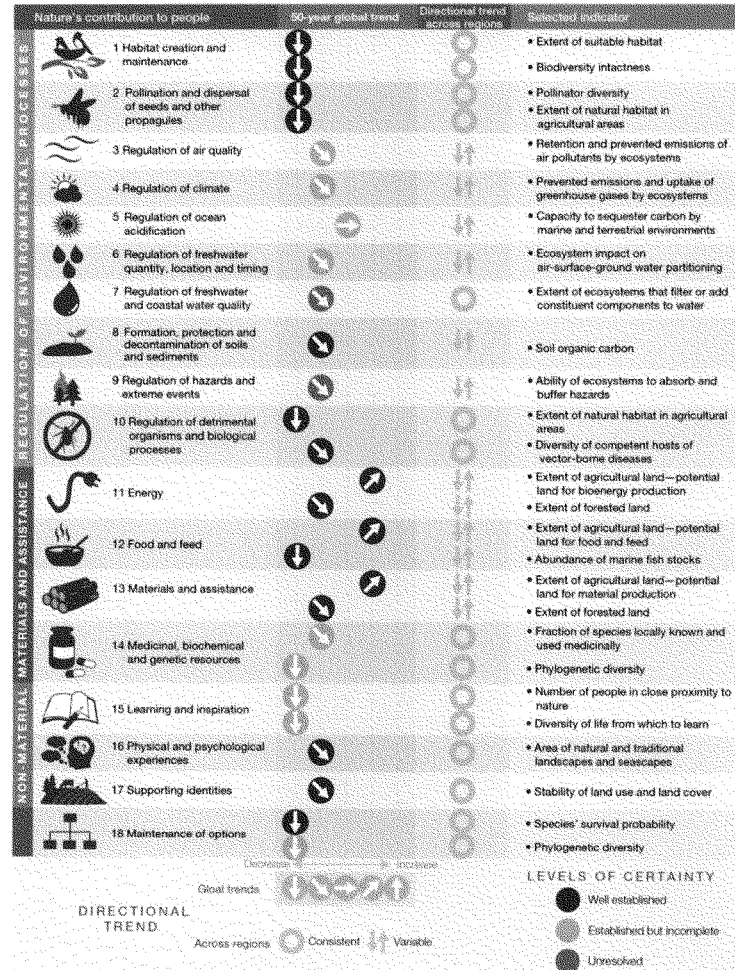 Nature's contribution to people
50-year global trend
Directional trend
across regions
Selected indicator
REGULATION OF ENVIRONMENTAL PROCESSES
1 Habitat creation and
maintenance
• Extent of suitable habitat
• Biodiversity intactness
2 Pollination and dispersal
of seeds and other
propagules
• Pollinator diversity
• Extent of natural habitat in
agricultural areas
3 Regulation of air quality
• Retention and prevented emissions of
air pollutants by ecosystems
4 Regulation of climate
• Prevented emissions and uptake of
greenhouse gases by ecosystems
5 Regulation of ocean
acidification
• Capacity to sequester carbon by
marine and terrestrial environments
6 Regulation of freshwater
quantity, location and timing
• Ecosystem impact on
air-surface-ground water partitioning
7 Regulation of freshwater
and coastal water quality
• Extent of ecosystems that filter or add
constituent components to water
8 Formation, protection and
decontamination of soils
and sediments
• Soil organic carbon
9 Regulation of hazards and
extreme events
• Ability of ecosystems to absorb and
buffer hazards
10 Regulation of detrimental
organisms and biological
processes
• Extent of natural habitat in agricultural
areas
• Diversity of competent hosts of
vector-borne diseases
MATERIALS AND ASSISTANCE
11 Energy
• Extent of agricultural land—potential
land for bioenergy production
• Extent of forested land
12 Food and feed
• Extent of agricultural land—potential
land for food and feed
• Abundance of marine fish stocks
13 Materials and assistance
• Extent of agricultural land—potential
land for material production
• Extent of forested land
14 Medicinal, biochemical
and genetic resources
• Fraction of species locally known and
used medicinally
• Phylogenetic diversity
NON-MATERIAL
15 Learning and inspiration
• Number of people in close proximity to
nature
• Diversity of life from which to learn
16 Physical and psychological
experiences
• Area of natural and traditional
landscapes and seascapes
17 Supporting identities
• Stability of land use and land cover
18 Maintenance of options
• Species' survival probability
• Phylogenetic diversity
Decrease
Increase
Gloal trends
DIRECTIONAL
TREND
Across regions
Consistent
Variable
LEVELS OF CERTAINTY
Well established
Established but incomplete
Unresolved